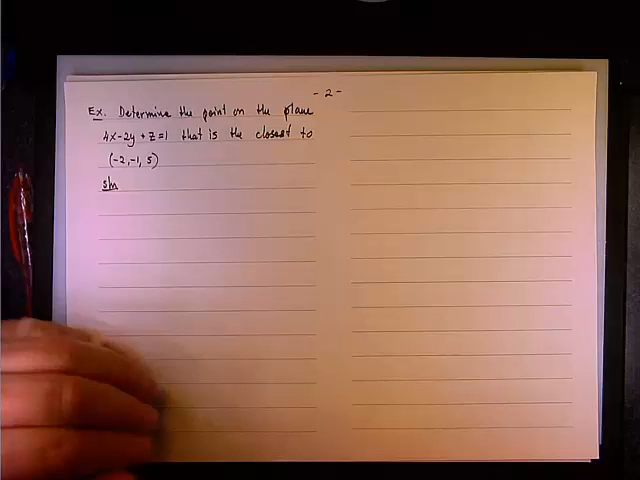 - 2 -
Ex. Determine the point on the plane
4x-2y+z=1 that is the closest to
(-2,-1, 5)
sln